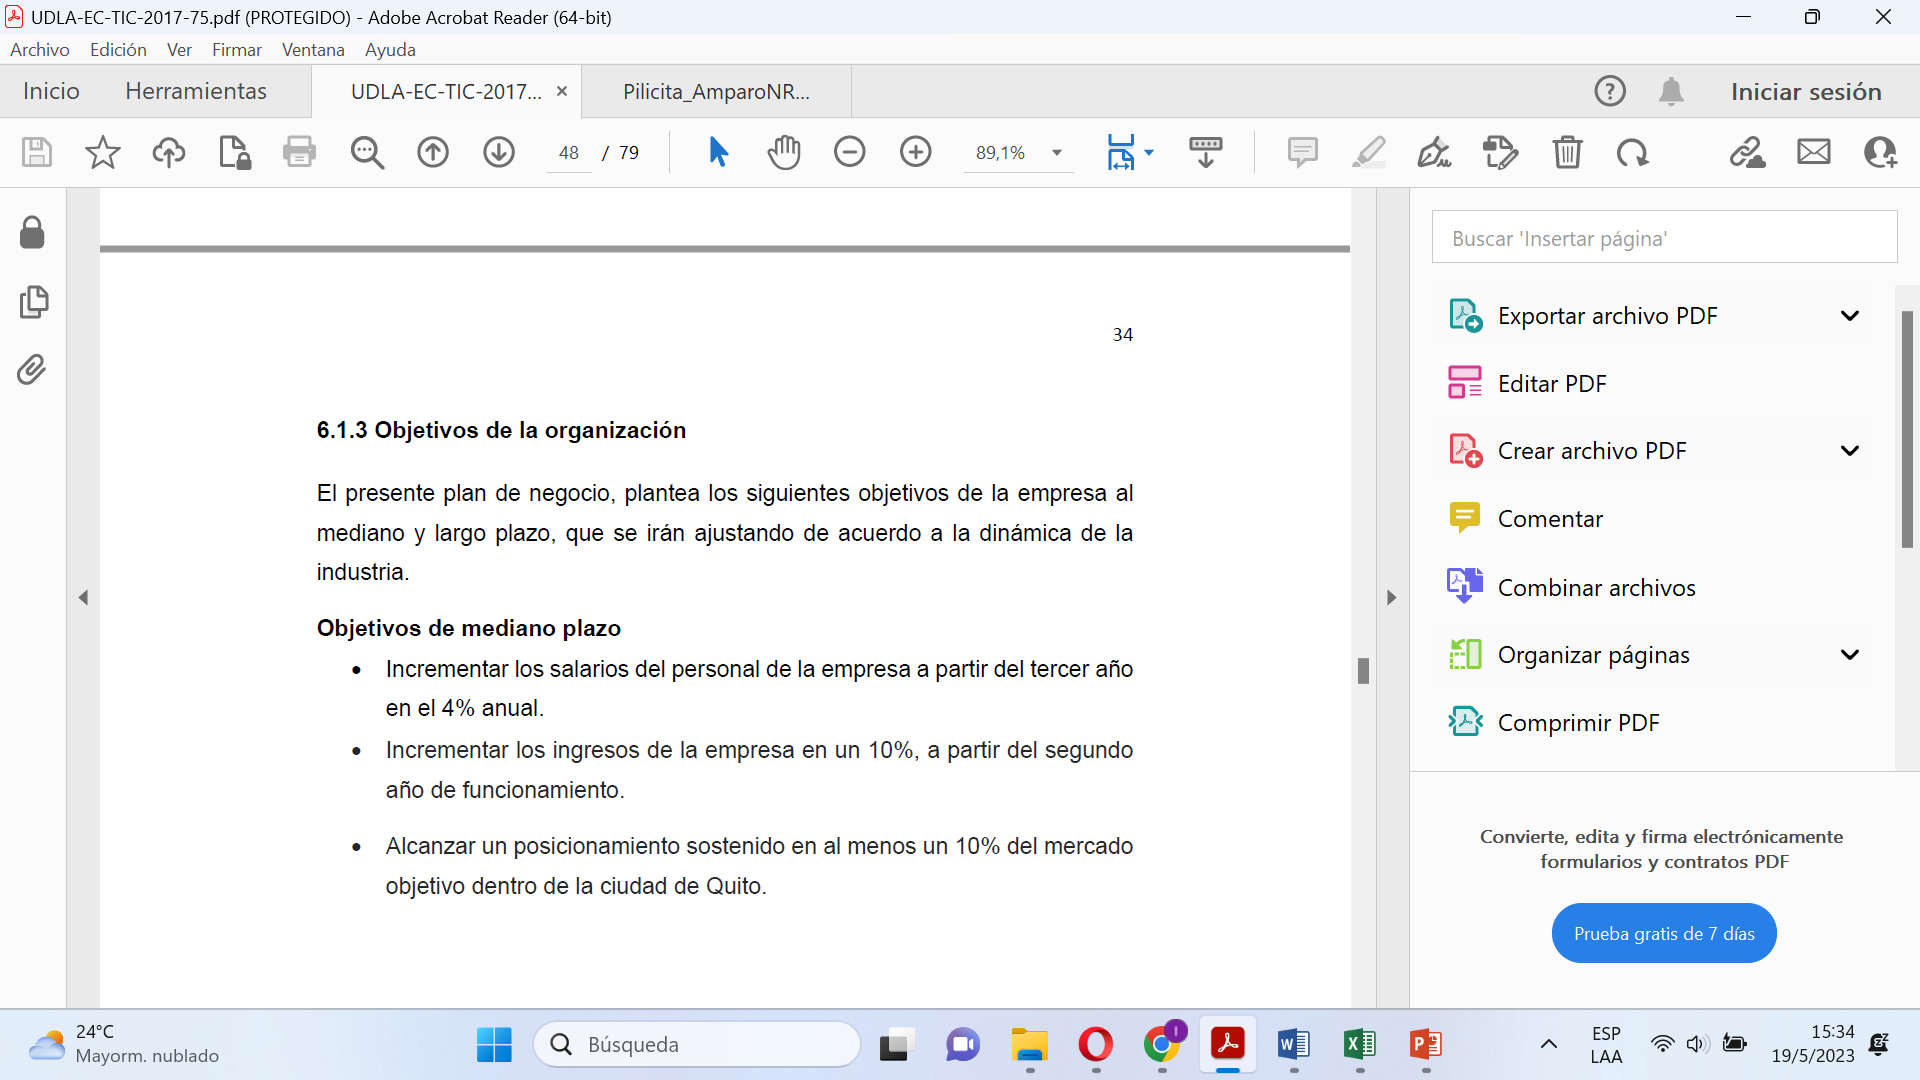 UDLA-EC-TIC-2017-75.pdf (PROTEGIDO) - Adobe Acrobat Reader (64-bit)
Archivo Edición Ver Firmar Ventana Ayuda
Inicio Herramientas UDLA-EC-TIC-2017... × Pilicita_AmparoNR... Iniciar sesión
48 / 79 89,1%
Buscar 'Insertar página'
Exportar archivo PDF
Editar PDF
Crear archivo PDF
Comentar
Combinar archivos
Organizar páginas
Comprimir PDF
Convierte, edita y firma electrónicamente
formularios y contratos PDF
Prueba gratis de 7 días
34
6.1.3 Objetivos de la organización
El presente plan de negocio, plantea los siguientes objetivos de la empresa al
mediano y largo plazo, que se irán ajustando de acuerdo a la dinámica de la
industria.
Objetivos de mediano plazo
• Incrementar los salarios del personal de la empresa a partir del tercer año
en el 4% anual.
• Incrementar los ingresos de la empresa en un 10%, a partir del segundo
año de funcionamiento.
• Alcanzar un posicionamiento sostenido en al menos un 10% del mercado
objetivo dentro de la ciudad de Quito.
24°C
Mayorm. nublado
Búsqueda
I
ESP
LAA
15:34
19/5/2023